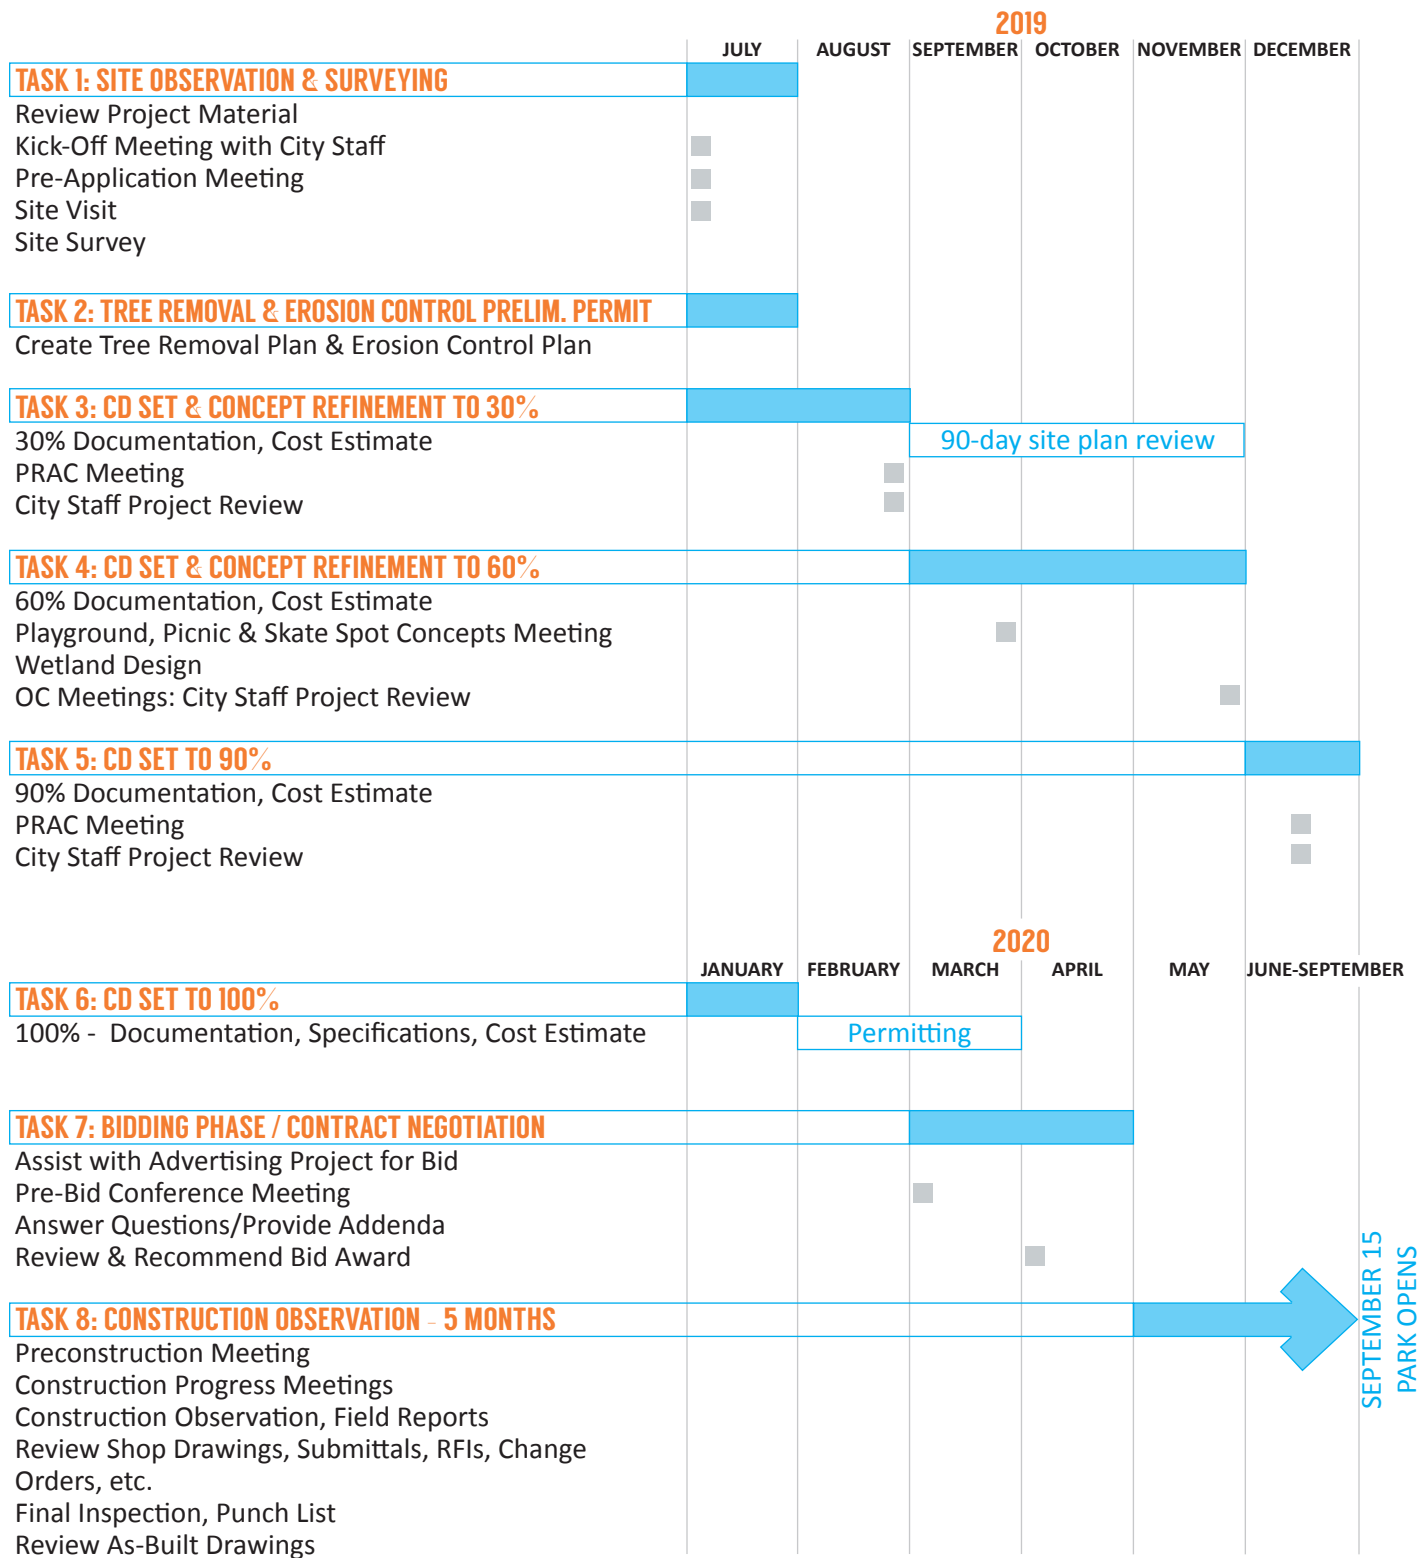 2019
JULY AUGUST SEPTEMBER OCTOBER NOVEMBER DECEMBER
TASK 1: SITE OBSERVATION & SURVEYING
Review Project Material
Kick-Off Meeting with City Staff
Pre-Application Meeting
Site Visit
Site Survey
TASK 2: TREE REMOVAL & EROSION CONTROL PRELIM. PERMIT
Create Tree Removal Plan & Erosion Control Plan
TASK 3: CD SET & CONCEPT REFINEMENT TO 30%
30% Documentation, Cost Estimate 90-day site plan review
PRAC Meeting
City Staff Project Review
TASK 4: CD SET & CONCEPT REFINEMENT TO 60%
60% Documentation, Cost Estimate
Playground, Picnic & Skate Spot Concepts Meeting
Wetland Design
OC Meetings: City Staff Project Review
TASK 5: CD SET TO 90%
90% Documentation, Cost Estimate
PRAC Meeting
City Staff Project Review
2020
JANUARY FEBRUARY MARCH APRIL MAY JUNE-SEPTEMBER
TASK 6: CD SET TO 100%
100% - Documentation, Specifications, Cost Estimate Permitting
TASK 7: BIDDING PHASE / CONTRACT NEGOTIATION
Assist with Advertising Project for Bid
Pre-Bid Conference Meeting
Answer Questions/Provide Addenda
Review & Recommend Bid Award
SEPTEMBER 15
PARK OPENS
TASK 8: CONSTRUCTION OBSERVATION - 5 MONTHS
Preconstruction Meeting
Construction Progress Meetings
Construction Observation, Field Reports
Review Shop Drawings, Submittals, RFIs, Change
Orders, etc.
Final Inspection, Punch List
Review As-Built Drawings